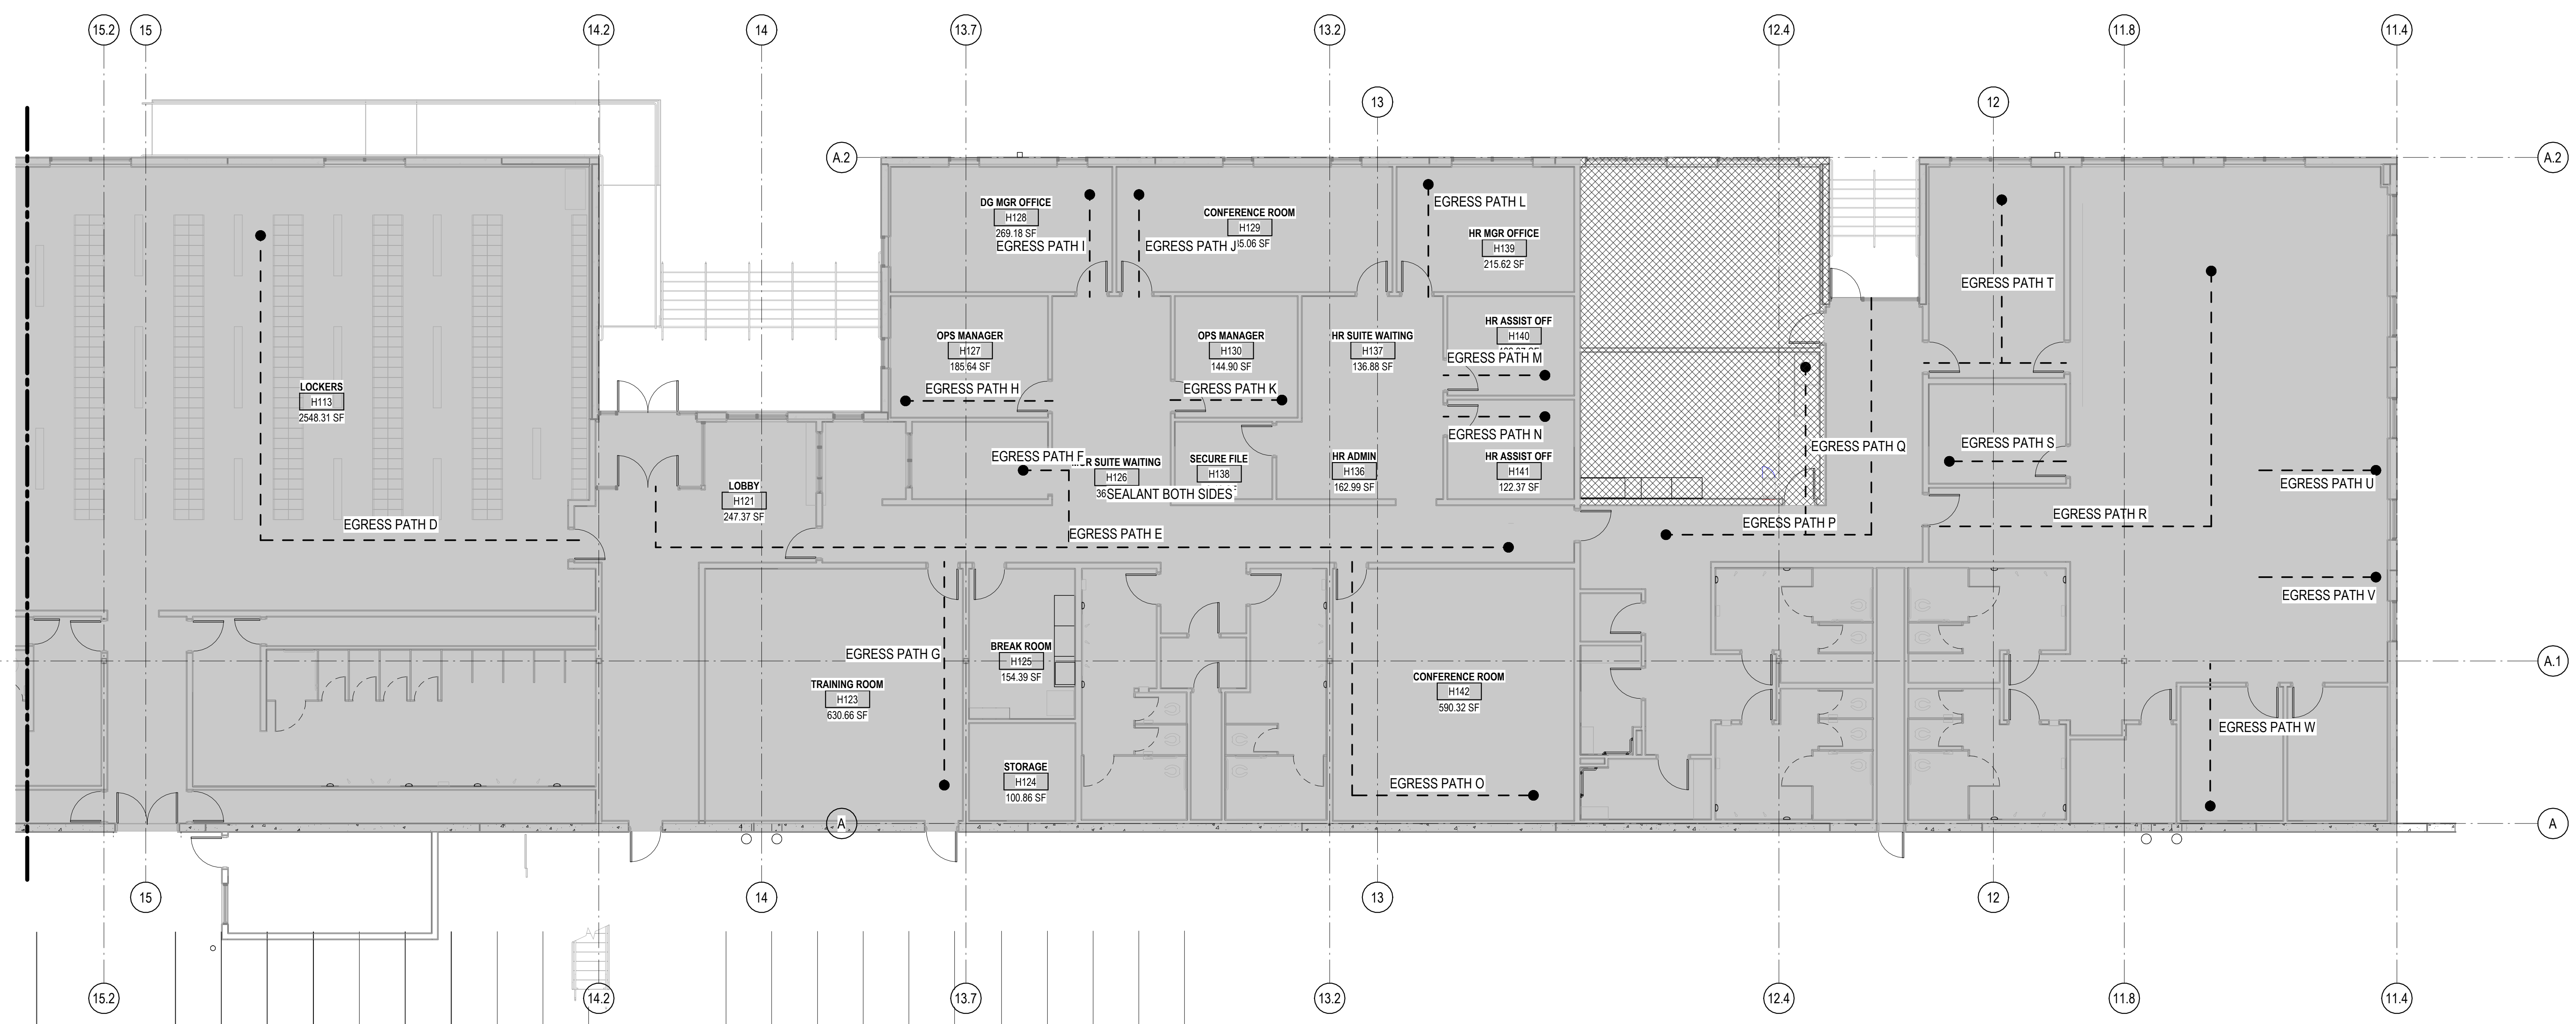 15.2
15
14.2
14
13.7
13.2
12.4
11.8
11.4
13
12
A.2
A.2
DG MGR OFFICE
H128
269.18 SF
EGRESS PATH I
CONFERENCE ROOM
H129
35.06 SF
EGRESS PATH J
EGRESS PATH L
HR MGR OFFICE
H139
215.62 SF
EGRESS PATH T
OPS MANAGER
H127
185.64 SF
EGRESS PATH H
OPS MANAGER
H130
144.90 SF
EGRESS PATH K
HR SUITE WAITING
H137
136.88 SF
HR ASSIST OFF
H140
EGRESS PATH M
LOCKERS
H113
2548.31 SF
EGRESS PATH D
EGRESS PATH N
EGRESS PATH Q
EGRESS PATH S
EGRESS PATH F
MGR SUITE WAITING
H126
36
SEALANT BOTH SIDES
SECURE FILE
H138
HR ADMIN
H136
162.99 SF
HR ASSIST OFF
H141
122.37 SF
EGRESS PATH U
LOBBY
H121
247.37 SF
EGRESS PATH E
EGRESS PATH P
EGRESS PATH R
EGRESS PATH V
EGRESS PATH G
TRAINING ROOM
H123
630.66 SF
BREAK ROOM
H125
154.39 SF
STORAGE
H124
100.86 SF
CONFERENCE ROOM
H142
590.32 SF
EGRESS PATH O
EGRESS PATH W
A.1
A
A
15
14
13
12
15.2
14.2
13.7
13.2
12.4
11.8
11.4